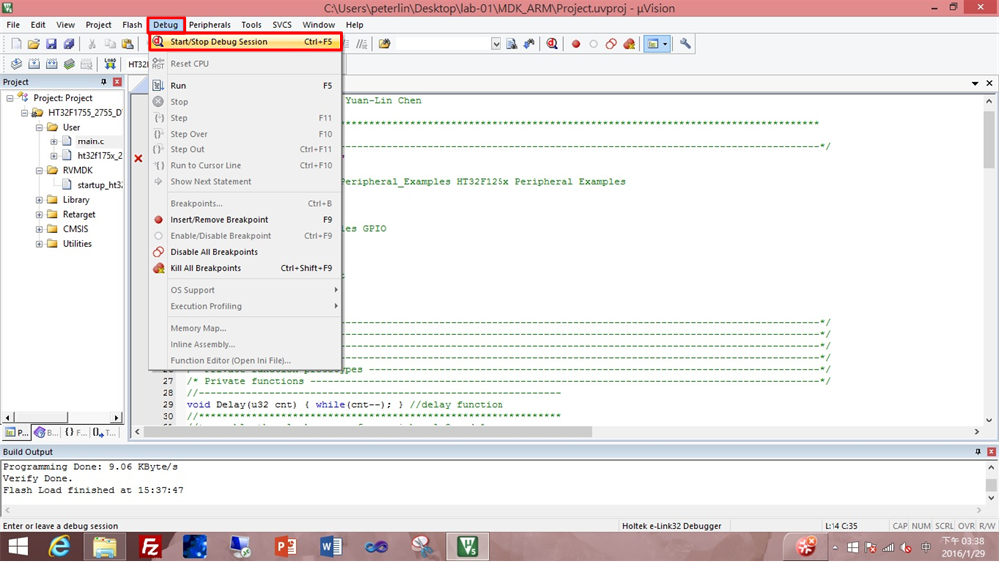 C:\Users\peterlin\Desktop\lab-01\MDK_ARM\Project.uvproj - µVision
File Edit View Project Flash Debug Peripherals Tools SVCS Window Help
Start/Stop Debug Session Ctrl+F5
Reset CPU
Run F5
Stop
Step F11
Step Over F10
Step Out Ctrl+F11
Run to Cursor Line Ctrl+F10
Show Next Statement
Breakpoints... Ctrl+B
Insert/Remove Breakpoint F9
Enable/Disable Breakpoint Ctrl+F9
Disable All Breakpoints
Kill All Breakpoints Ctrl+Shift+F9
OS Support
Execution Profiling
Memory Map...
Inline Assembly...
Function Editor (Open Ini File)...
LOAD
Project
Project: Project
HT32F1755_2755_D
User
main.c
ht32f175x_2
RVMDK
startup_ht32
Library
Retarget
CMSIS
Utilities
P... B... {} F... T...
Yuan-Lin Chen
Peripheral_Examples HT32F125x Peripheral Examples
ies GPIO
27 /* Private functions ------------------------------------------------------------------------------------*/
28 //----------------------------------------------------------
29 void Delay(u32 cnt) { while(cnt--); } //delay function
30 //**********************************************************
Build Output
Programming Done: 9.06 KByte/s
Verify Done.
Flash Load finished at 15:37:47
Enter or leave a debug session Holtek e-Link32 Debugger L:14 C:35 CAP NUM SCRL OVR R/W
中
下午 03:38
2016/1/29